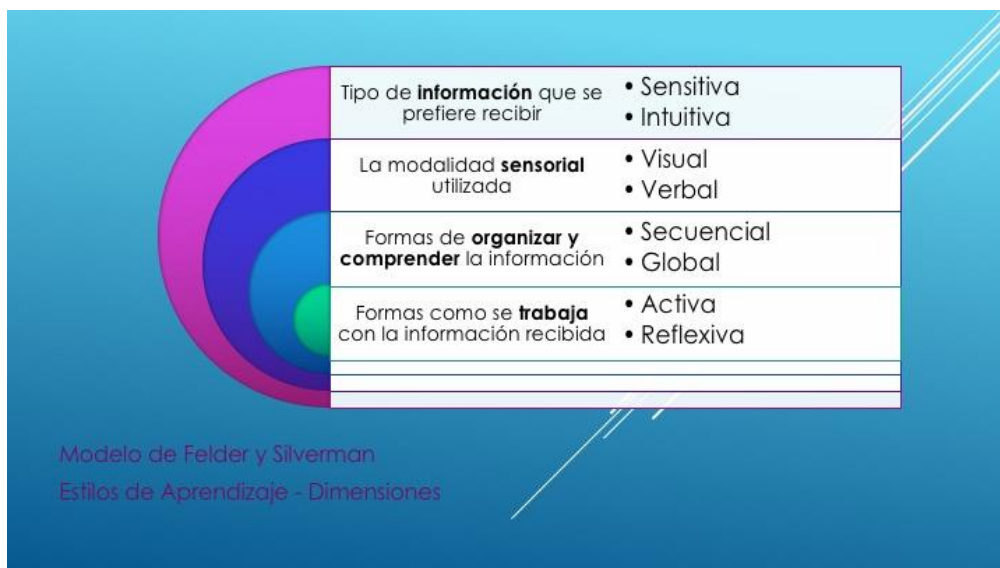 Tipo de información que se
prefiere recibir
• Sensitiva
• Intuitiva
La modalidad sensorial
utilizada
• Visual
• Verbal
Formas de organizar y
comprender la información
• Secuencial
• Global
Formas como se trabaja
con la información recibida
• Activa
• Reflexiva
Modelo de Felder y Silverman
Estilos de Aprendizaje - Dimensiones